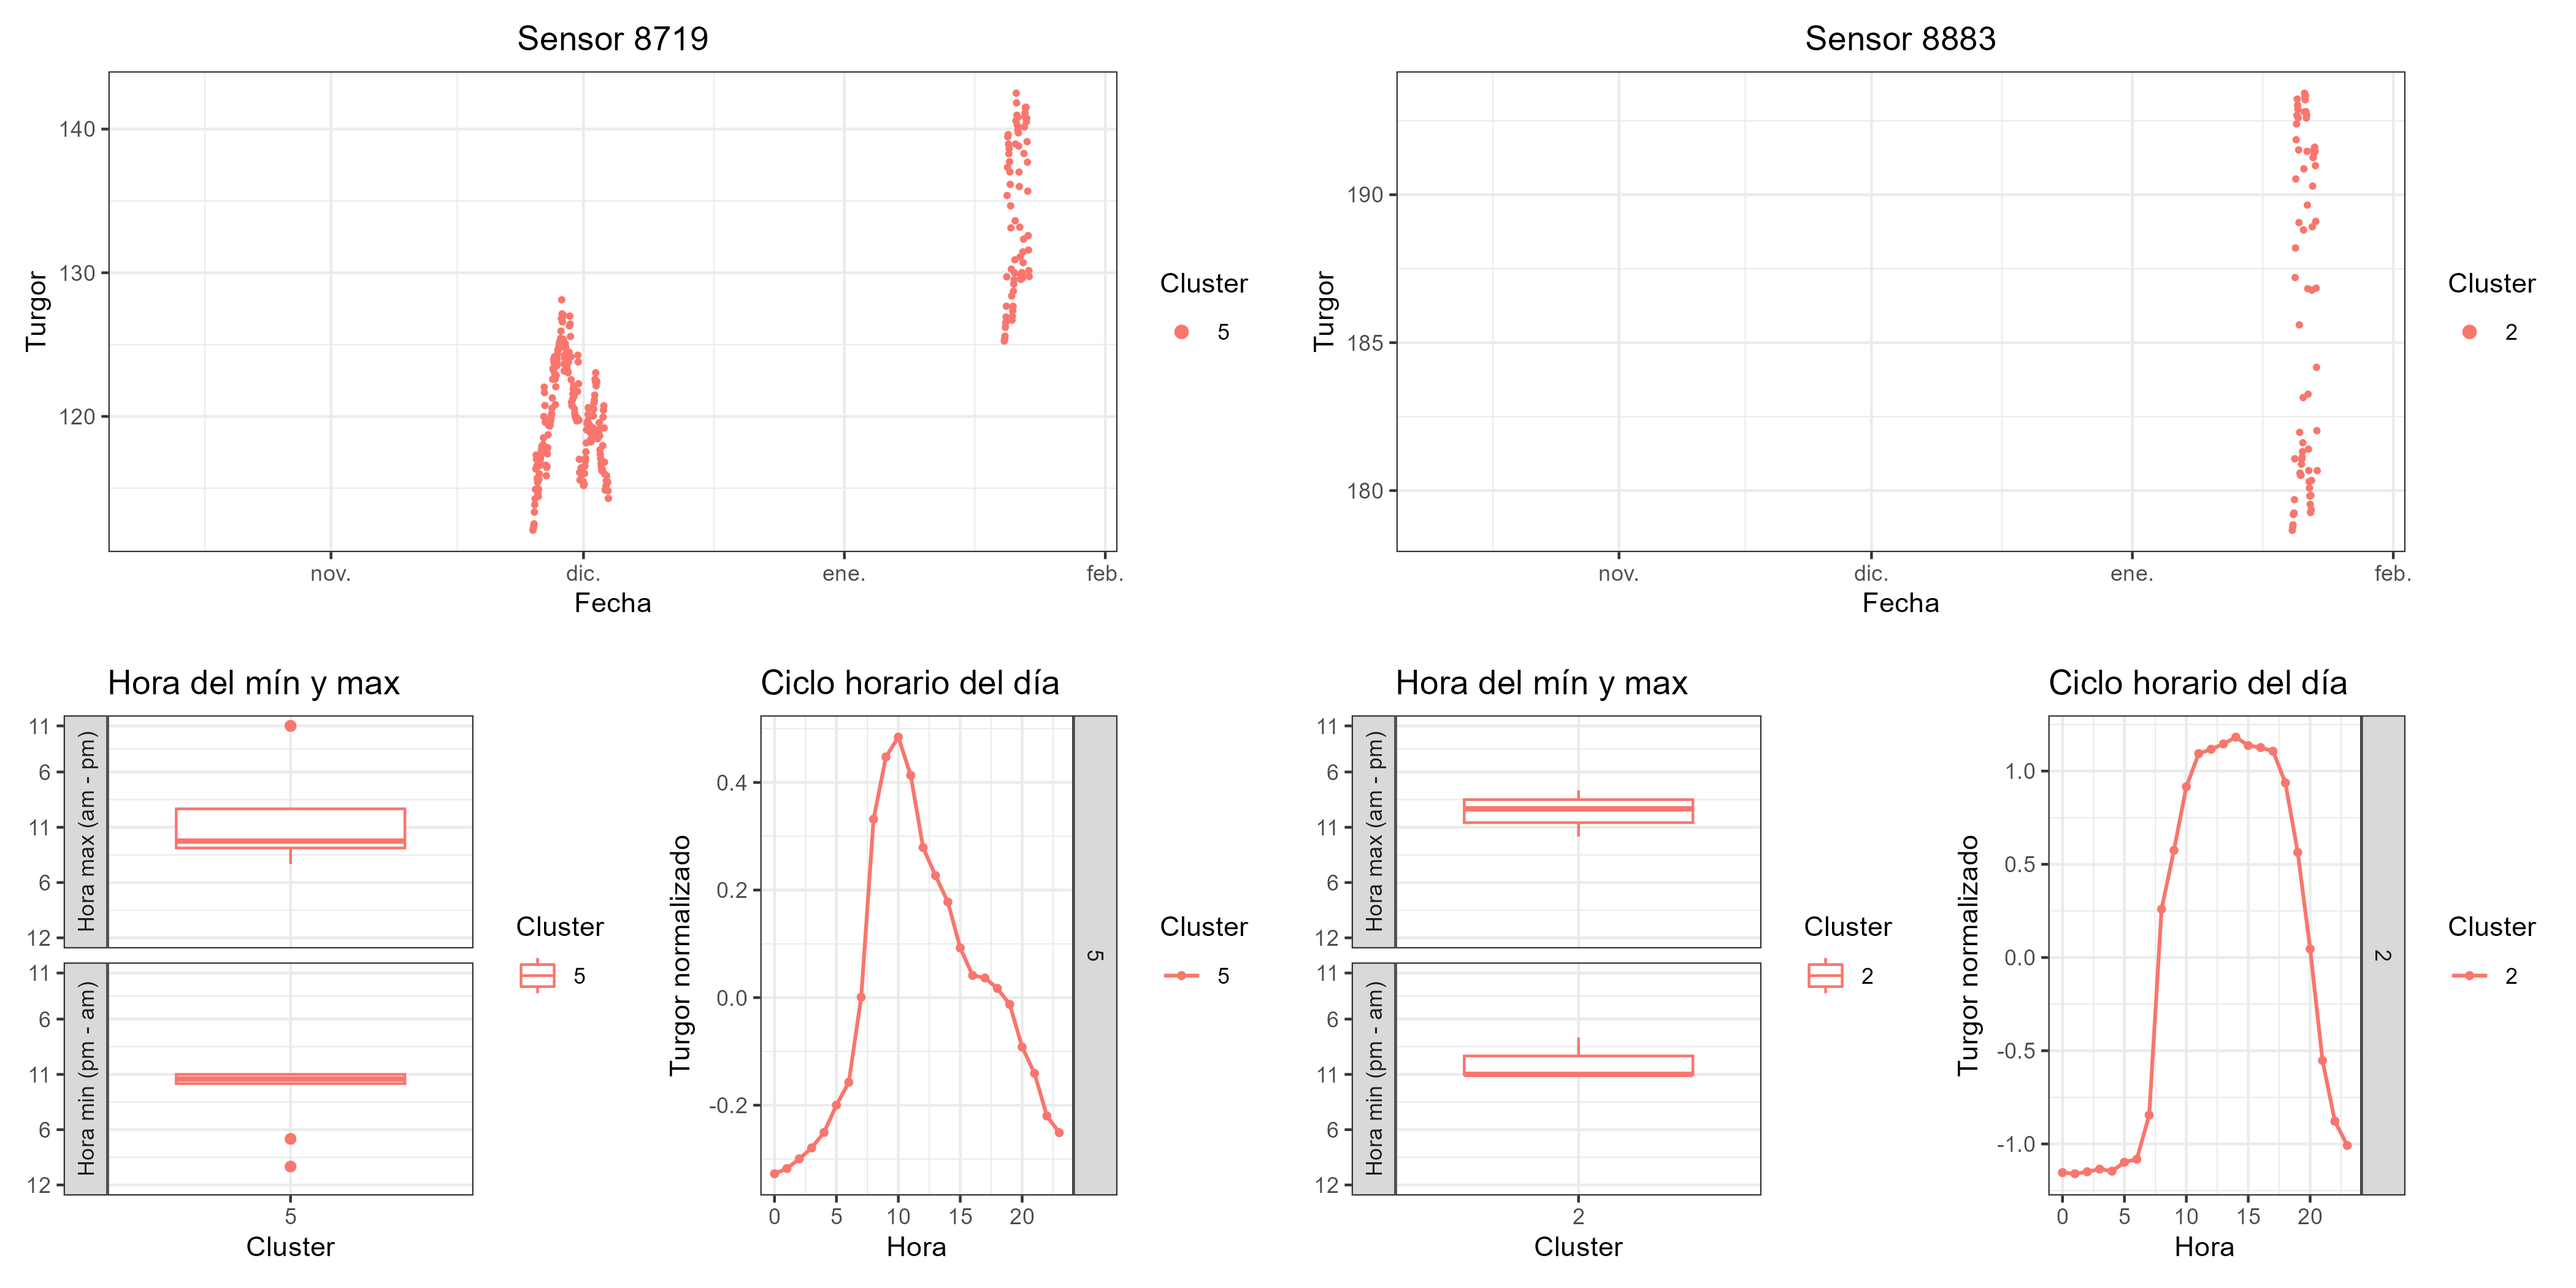 Sensor 8719
Turgor
140
130
120
nov.
dic.
ene.
feb.
Fecha
Cluster
5
Sensor 8883
Turgor
190
185
180
nov.
dic.
ene.
feb.
Fecha
Cluster
2
Hora del mín y max
Hora max (am - pm)
11
6
11
6
12
Hora min (pm - am)
11
6
11
6
12
5
Cluster
Cluster
5
Ciclo horario del día
Turgor normalizado
0.4
0.2
0.0
-0.2
0
5
10
15
20
Hora
5
Cluster
5
Hora del mín y max
Hora max (am - pm)
11
6
11
6
12
Hora min (pm - am)
11
6
11
6
12
2
Cluster
Cluster
2
Ciclo horario del día
Turgor normalizado
1.0
0.5
0.0
-0.5
-1.0
0
5
10
15
20
Hora
2
Cluster
2